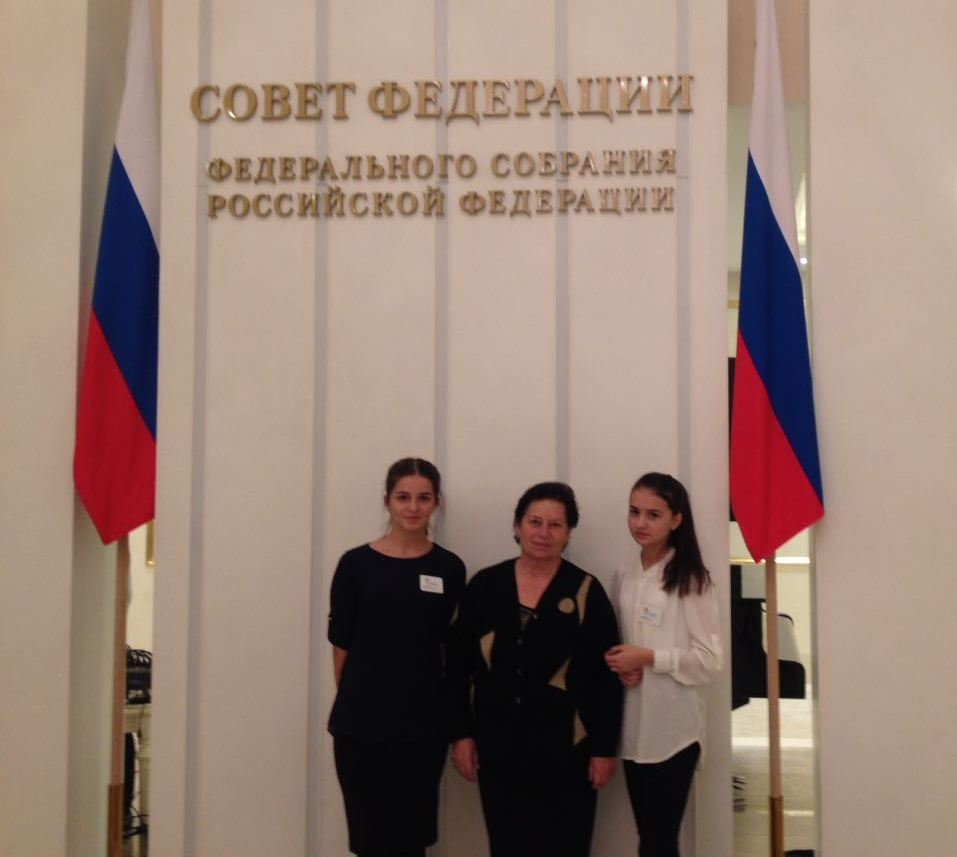 СОВЕТ ФЕДЕРАЦИИ
ФЕДЕРАЛЬНОГО СОБРАНИЯ
РОССИЙСКОЙ ФЕДЕРАЦИИ